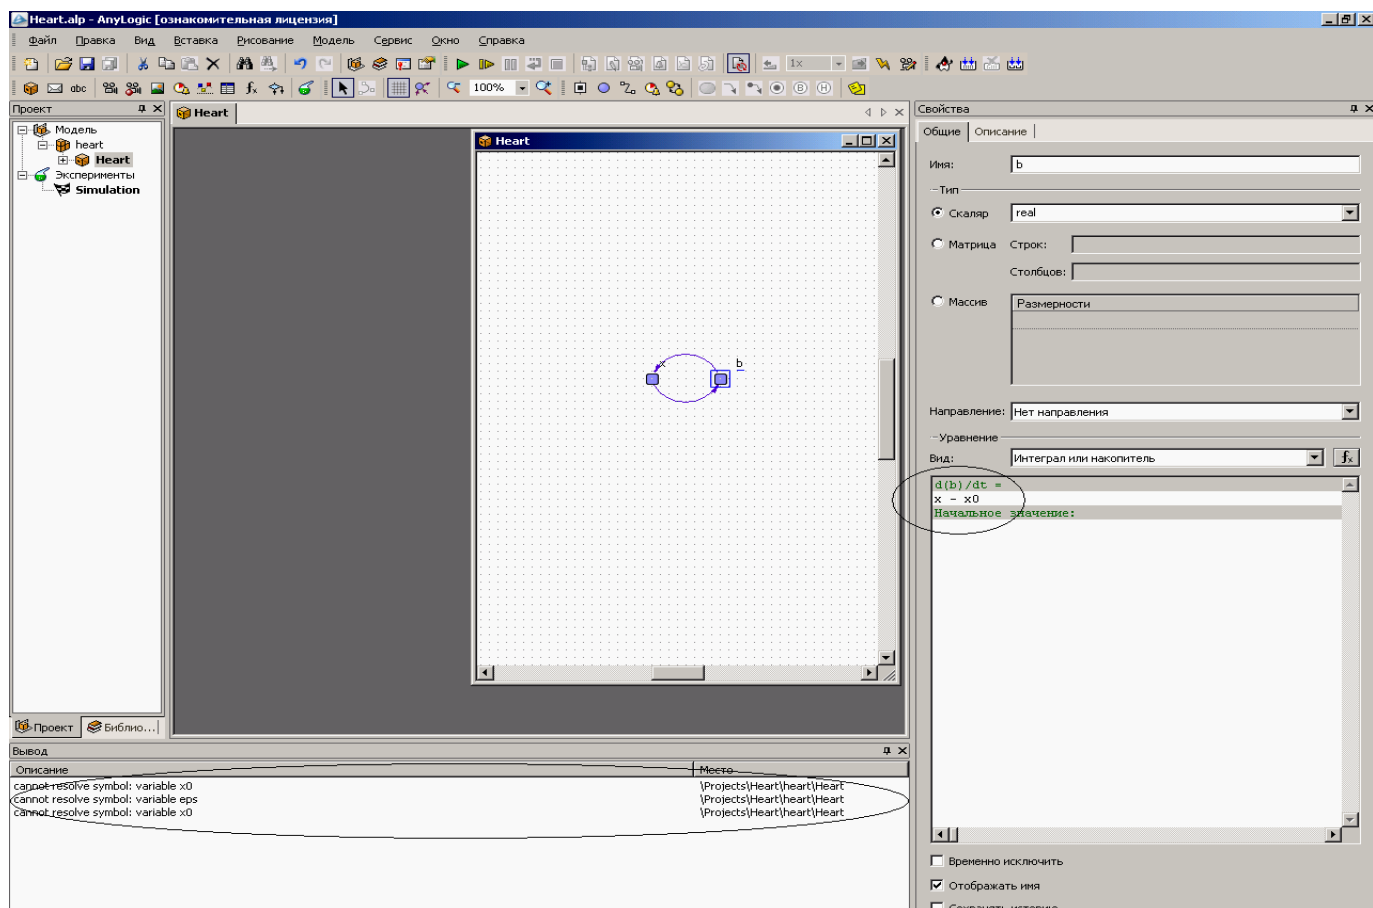 Heart.alp - AnyLogic [ознакомительная лицензия]
Файл Правка Вид Вставка Рисование Модель Сервис Окно Справка
1x
abc 100%
Проект
Heart
Свойства
Модель
heart
Heart
Эксперименты
Simulation
Heart
x
b
Общие Описание
Имя: b
Тип
Скаляр real
Матрица Строк:
Столбцов:
Массив Размерности
Направление: Нет направления
Уравнение
Вид: Интеграл или накопитель
d(b)/dt =
x - x0
Начальное значение:
Проект Библио...
Вывод
Описание Место
cannot resolve symbol: variable x0 \Projects\Heart\heart\Heart
cannot resolve symbol: variable eps \Projects\Heart\heart\Heart
cannot resolve symbol: variable x0 \Projects\Heart\heart\Heart
Временно исключить
Отображать имя